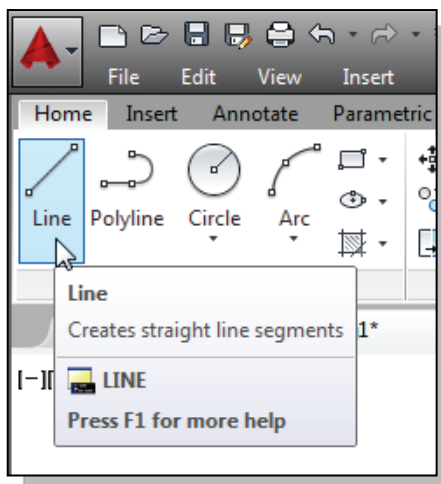 File Edit View Insert
Home Insert Annotate Parametric
Line Polyline Circle Arc
Line
Creates straight line segments 1*
[−][
LINE
Press F1 for more help